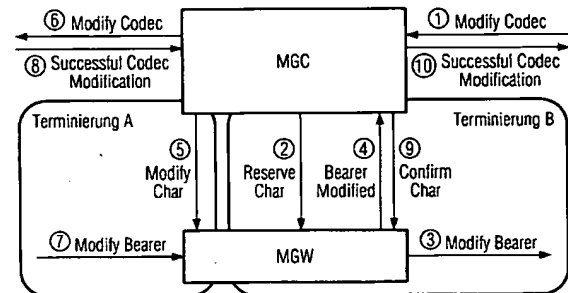 ⑥ Modify Codec
① Modify Codec
⑧ Successful Codec
Modification
MGC
⑩ Successful Codec
Modification
Terminierung A
Terminierung B
⑤
Modify
Char
②
Reserve
Char
④
Bearer
Modified
⑨
Confirm
Char
⑦ Modify Bearer
MGW
③ Modify Bearer